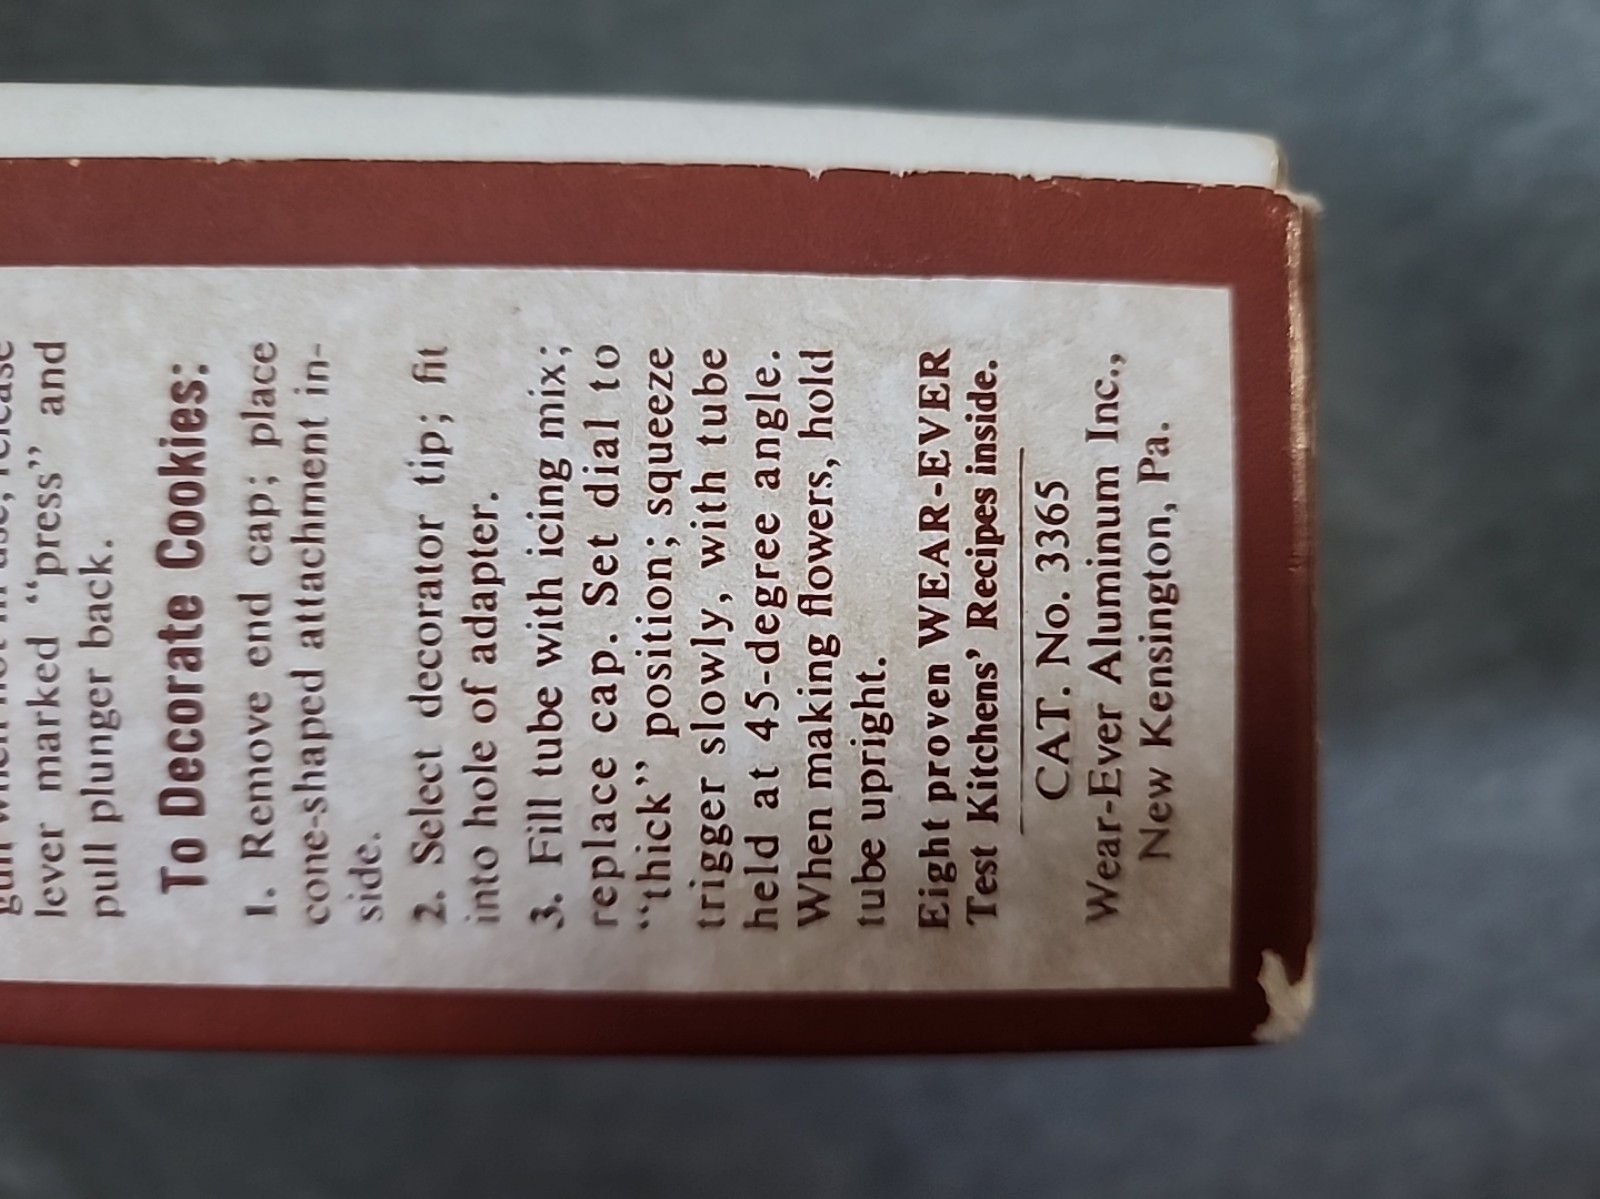 lever marked “press” and
pull plunger back.
To Decorate Cookies:
1. Remove end cap; place
cone-shaped attachment in-
side.
2. Select decorator tip; fit
into hole of adapter.
3. Fill tube with icing mix;
replace cap. Set dial to
“thick” position; squeeze
trigger slowly, with tube
held at 45-degree angle.
When making flowers, hold
tube upright.
Eight proven WEAR-EVER
Test Kitchens’ Recipes inside.
CAT. No. 3365
Wear-Ever Aluminum Inc.,
New Kensington, Pa.